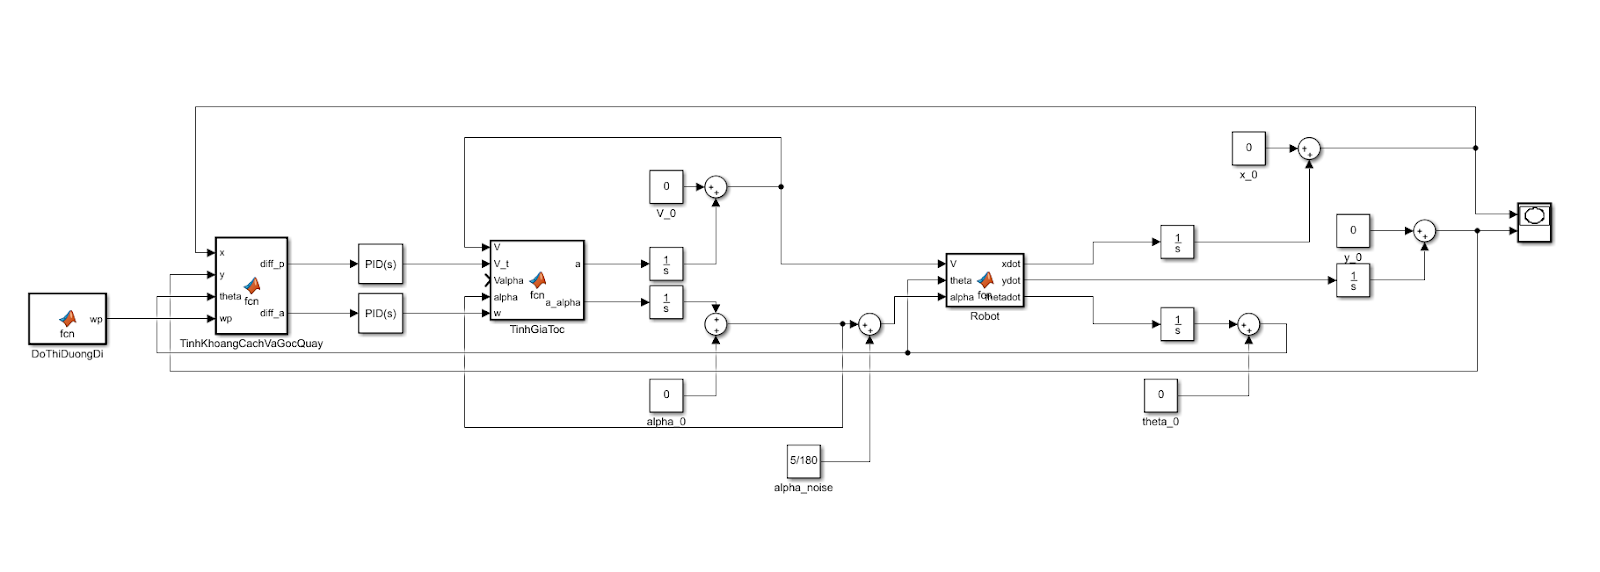 0
x_0
0
V_0
0
y_0
x
y
theta
wp
diff_p
diff_a
fcn
TinhKhoangCachVaGocQuay
PID(s)
PID(s)
V
V_t
Valpha
alpha
w
a
a_alpha
fcn
TinhGiaToc
1
s
1
s
V
theta
alpha
xdot
ydot
thetadot
Robot
1
s
1
s
1
s
wp
fcn
DoThiDuongDi
0
alpha_0
0
theta_0
5/180
alpha_noise